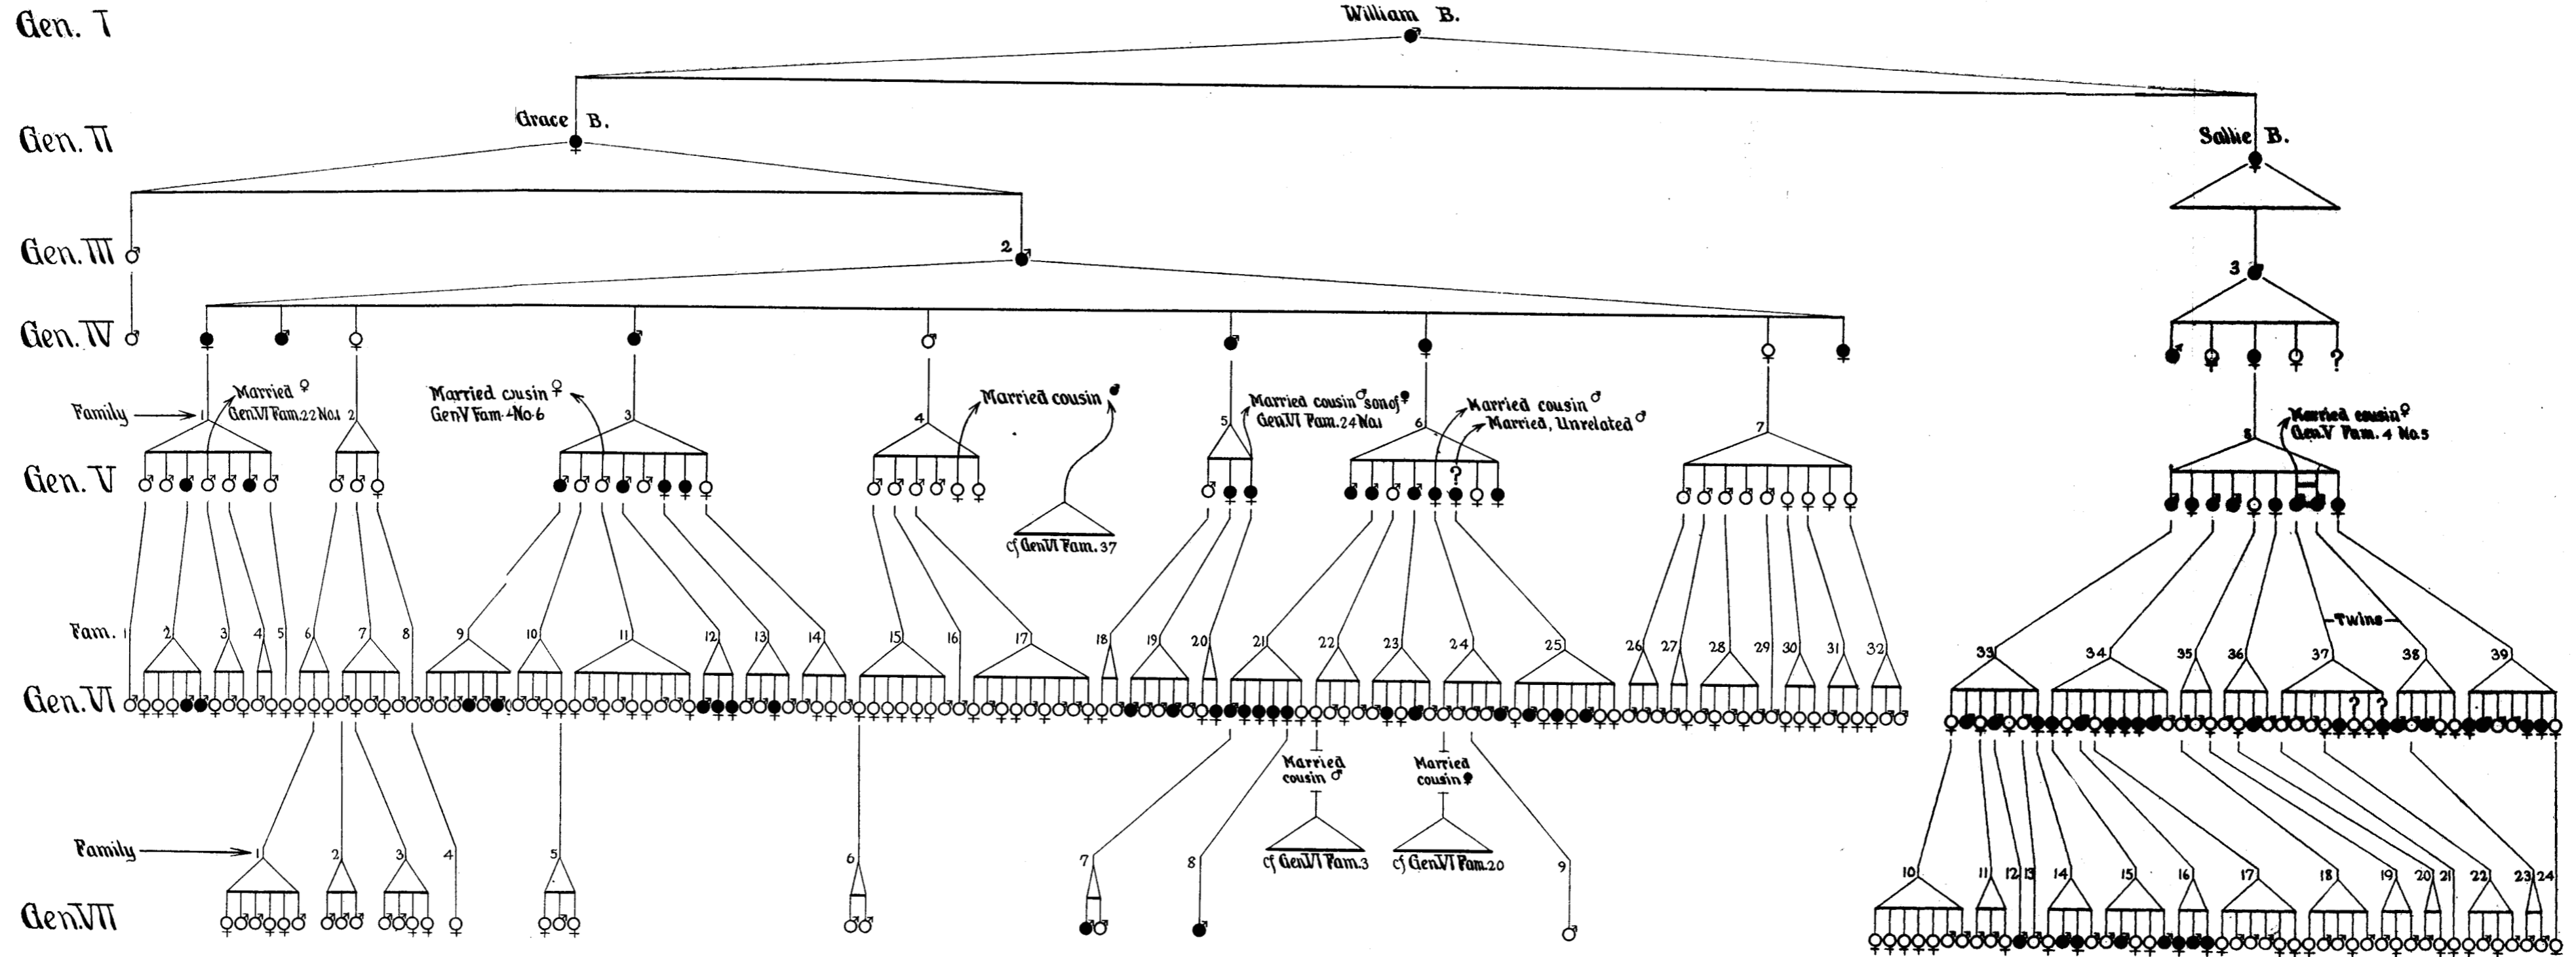 Gen. I
William B.
Gen. II
Grace B.
Sallie B.
Gen. III
2
3
Gen. IV
Family
1
Married ♀
Gen VI Fam. 22 No. 1
2
Married cousin ♀
Gen V Fam. 4 No. 6
3
4
Married cousin
5
Married cousin ♂ son of
Gen. VI Fam. 24 No. 1
6
Married cousin ♂
Married, Unrelated ♂
7
8
Married cousin ♀
Gen. V Fam. 4 No. 5
?
Gen. V
?
cf Gen VI Fam. 37
Fam. 1 2 3 4 5 6 7 8 9 10 11 12 13 14 15 16 17 18 19 20 21 22 23 24 25 26 27 28 29 30 31 32 33 34 35 36 37 38 39
Twins
Gen. VI
? ?
Married
cousin ♂
Married
cousin
Family
1 2 3 4 5 6 7 8
cf Gen VI Fam. 3
cf Gen VI Fam. 20
9 10 11 12 13 14 15 16 17 18 19 20 21 22 23 24
Gen. VII